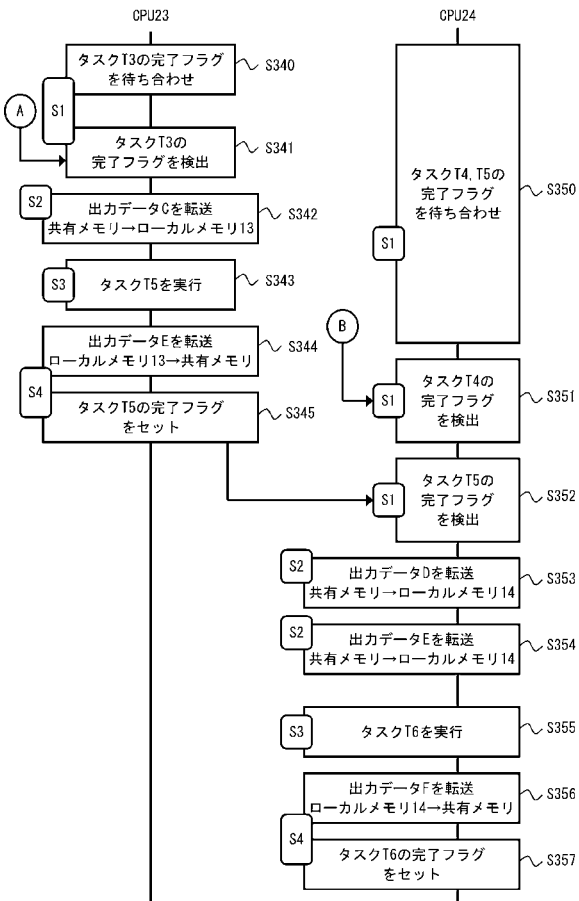 CPU23
タスクT3の完了フラグ
を待ち合わせ
S340
S1
A
タスクT3の
完了フラグを検出
S341
S2
出力データCを転送
共有メモリ→ローカルメモリ13
S342
S3
タスクT5を実行
S343
出力データEを転送
ローカルメモリ13→共有メモリ
S344
S4
タスクT5の完了フラグ
をセット
S345
CPU24
タスクT4,T5の
完了フラグ
を待ち合わせ
S350
S1
B
S1
タスクT4の
完了フラグ
を検出
S351
S1
タスクT5の
完了フラグ
を検出
S352
S2
出力データDを転送
共有メモリ→ローカルメモリ14
S353
S2
出力データEを転送
共有メモリ→ローカルメモリ14
S354
S3
タスクT6を実行
S355
出力データFを転送
ローカルメモリ14→共有メモリ
S356
S4
タスクT6の完了フラグ
をセット
S357